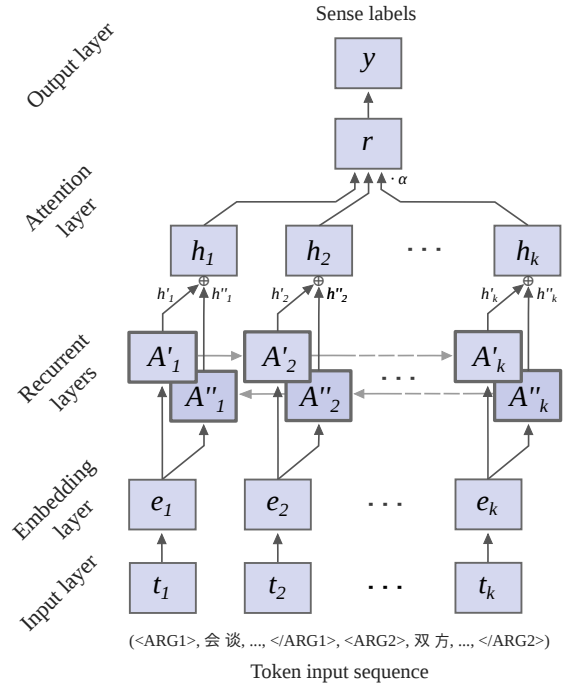 Sense labels
Output layer
y
r
· α
Attention
layer
h1 h2 ... hk
⊕ ⊕ ⊕
h'1 h''1 h'2 h''2 h'k h''k
Recurrent
layers
A'1 A'2 A'k
...
A''1 A''2 A''k
Embedding
layer
e1 e2 ... ek
Input layer
t1 t2 ... tk
(<ARG1>, 会 谈, ..., </ARG1>, <ARG2>, 双 方, ..., </ARG2>)
Token input sequence